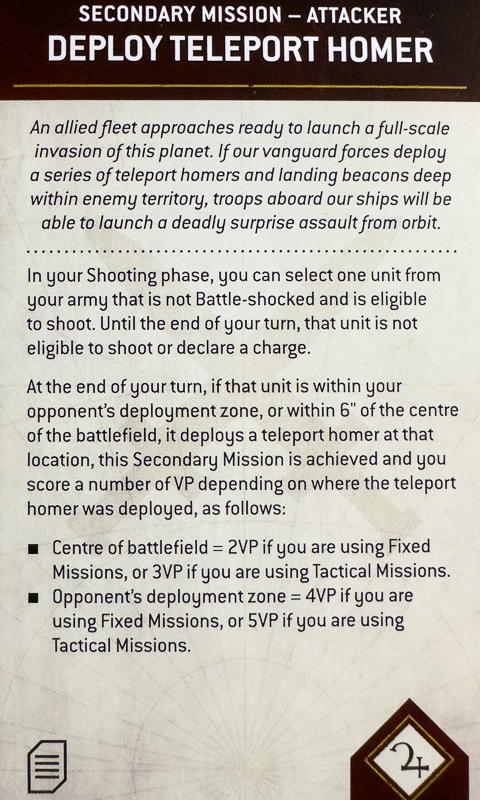 SECONDARY MISSION – ATTACKER
DEPLOY TELEPORT HOMER
An allied fleet approaches ready to launch a full-scale
invasion of this planet. If our vanguard forces deploy
a series of teleport homers and landing beacons deep
within enemy territory, troops aboard our ships will be
able to launch a deadly surprise assault from orbit.
In your Shooting phase, you can select one unit from
your army that is not Battle-shocked and is eligible
to shoot. Until the end of your turn, that unit is not
eligible to shoot or declare a charge.
At the end of your turn, if that unit is within your
opponent's deployment zone, or within 6" of the centre
of the battlefield, it deploys a teleport homer at that
location, this Secondary Mission is achieved and you
score a number of VP depending on where the teleport
homer was deployed, as follows:
■ Centre of battlefield = 2VP if you are using Fixed
Missions, or 3VP if you are using Tactical Missions.
■ Opponent's deployment zone = 4VP if you are
using Fixed Missions, or 5VP if you are using
Tactical Missions.